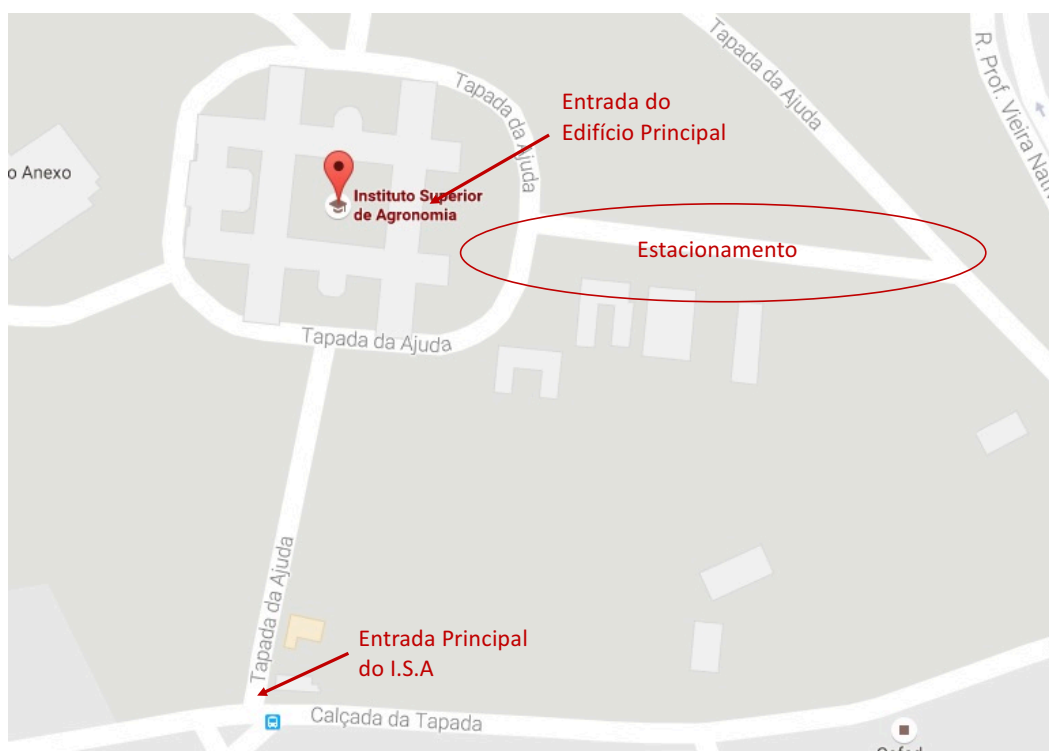 Tapada da Ajuda
R. Prof. Vieira Nati
Tapada da Ajuda
Entrada do
Edifício Principal
o Anexo
Instituto Superior
de Agronomia
Estacionamento
Tapada da Ajuda
Tapada da Ajuda
Entrada Principal
do I.S.A
Calçada da Tapada